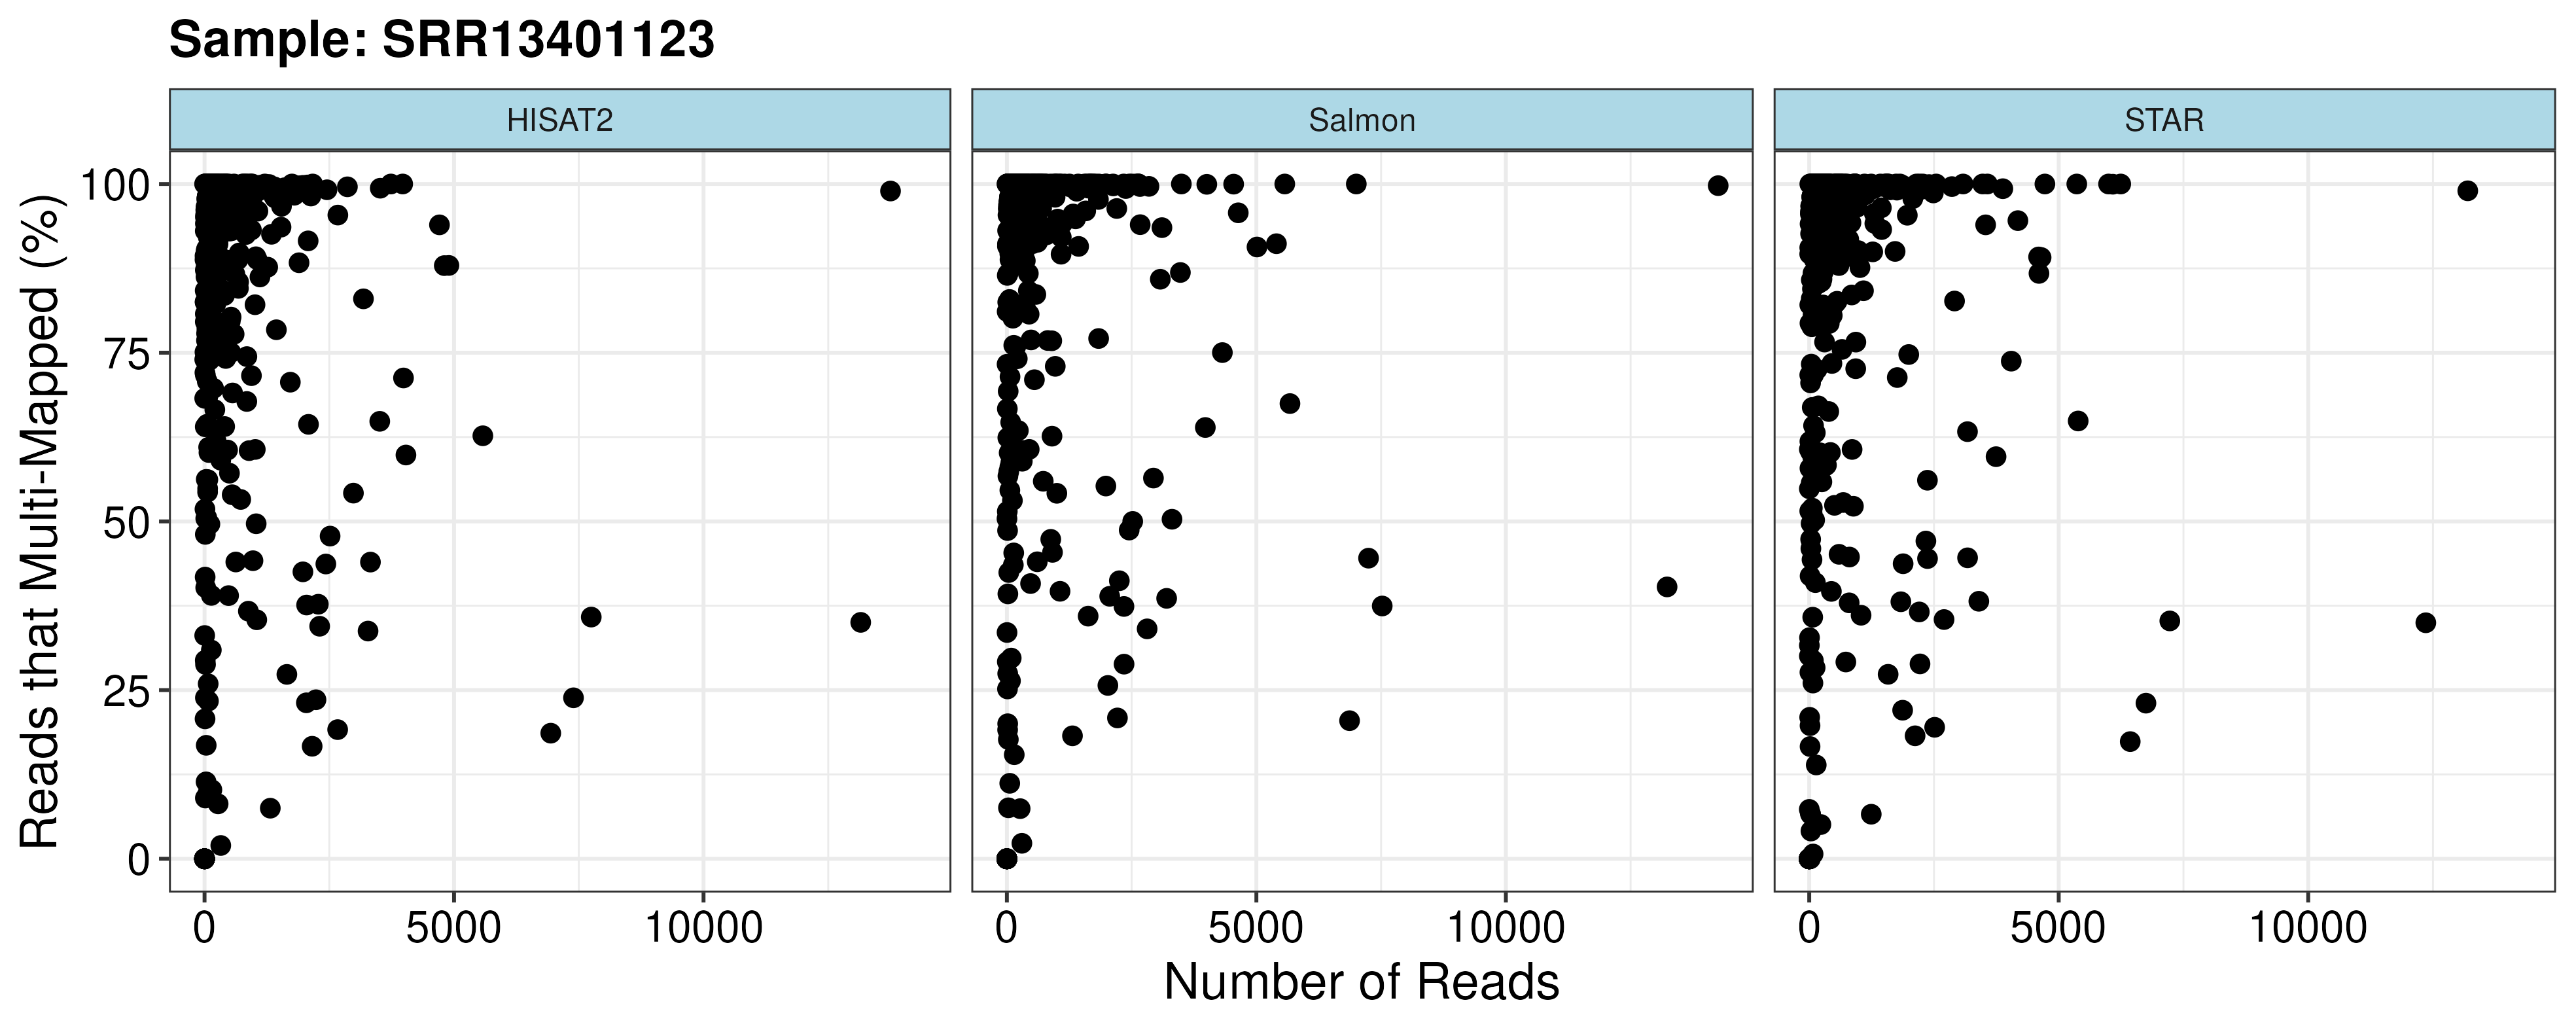 Sample: SRR13401123
HISAT2
Salmon
STAR
Reads that Multi-Mapped (%)
100
75
50
25
0
0 5000 10000
0 5000 10000
0 5000 10000
Number of Reads